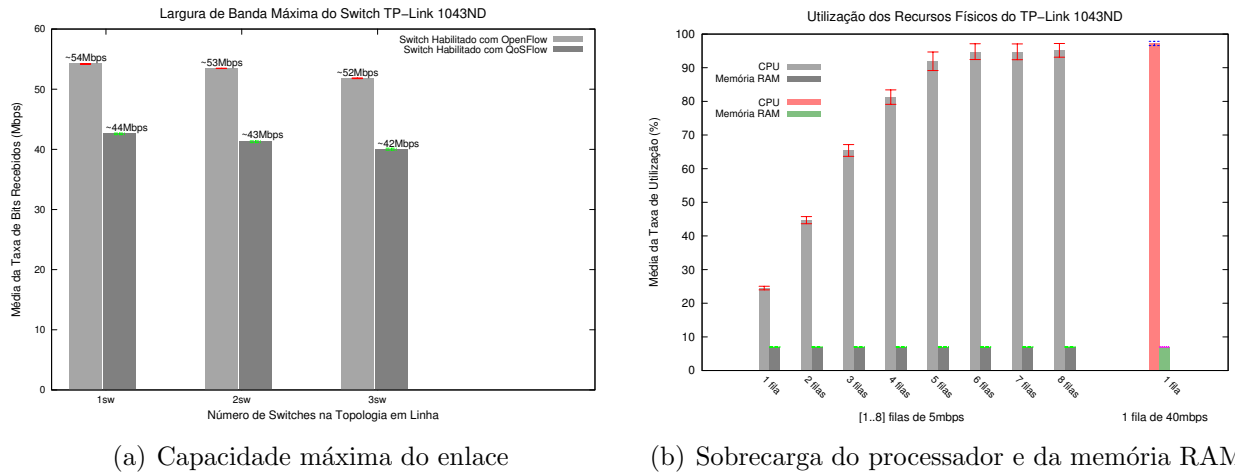 Largura de Banda Máxima do Switch TP-Link 1043ND
60
50
40
30
20
10
0
Média da Taxa de Bits Recebidos (Mbps)
Switch Habilitado com OpenFlow
Switch Habilitado com QoSFlow
~54Mbps
~44Mbps
~53Mbps
~43Mbps
~52Mbps
~42Mbps
1sw
2sw
3sw
Número de Switches na Topologia em Linha
(a) Capacidade máxima do enlace
Utilização dos Recursos Físicos do TP-Link 1043ND
100
90
80
70
60
50
40
30
20
10
0
Média da Taxa de Utilização (%)
CPU
Memória RAM
CPU
Memória RAM
1 fila
2 filas
3 filas
4 filas
5 filas
6 filas
7 filas
8 filas
1 fila
[1..8] filas de 5mbps
1 fila de 40mbps
(b) Sobrecarga do processador e da memória RAM